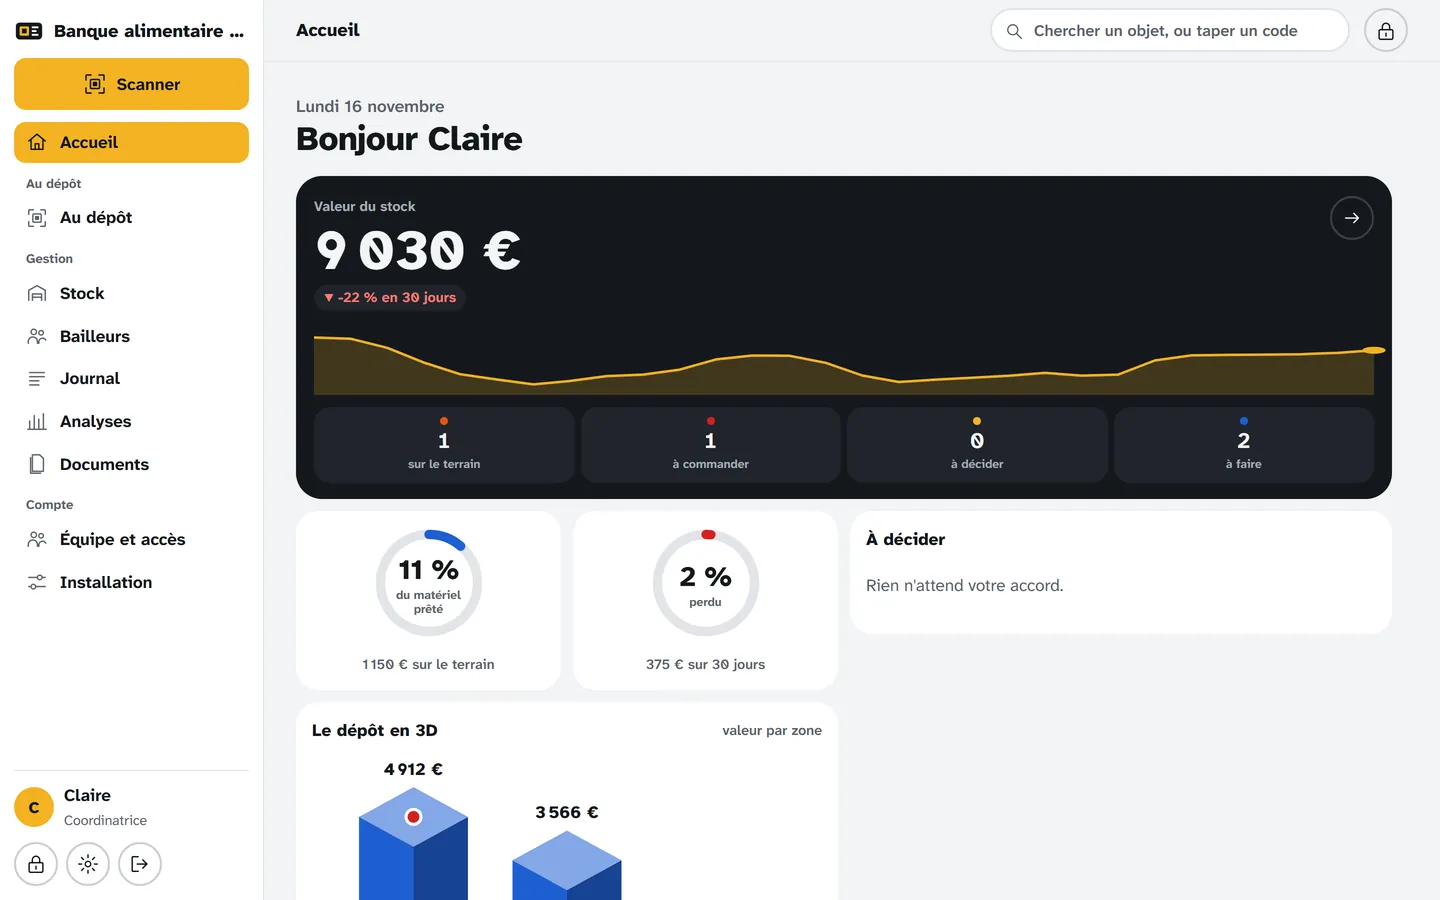 Banque alimentaire ...
Scanner
Accueil
Au dépôt
Au dépôt
Gestion
Stock
Bailleurs
Journal
Analyses
Documents
Compte
Équipe et accès
Installation
C
Claire
Coordinatrice
Accueil
Chercher un objet, ou taper un code
Lundi 16 novembre
Bonjour Claire
Valeur du stock
9 030 €
▼ -22 % en 30 jours
1
sur le terrain
1
à commander
0
à décider
2
à faire
11 %
du matériel
prêté
1 150 € sur le terrain
2 %
perdu
375 € sur 30 jours
À décider
Rien n'attend votre accord.
Le dépôt en 3D
valeur par zone
4 912 €
3 566 €